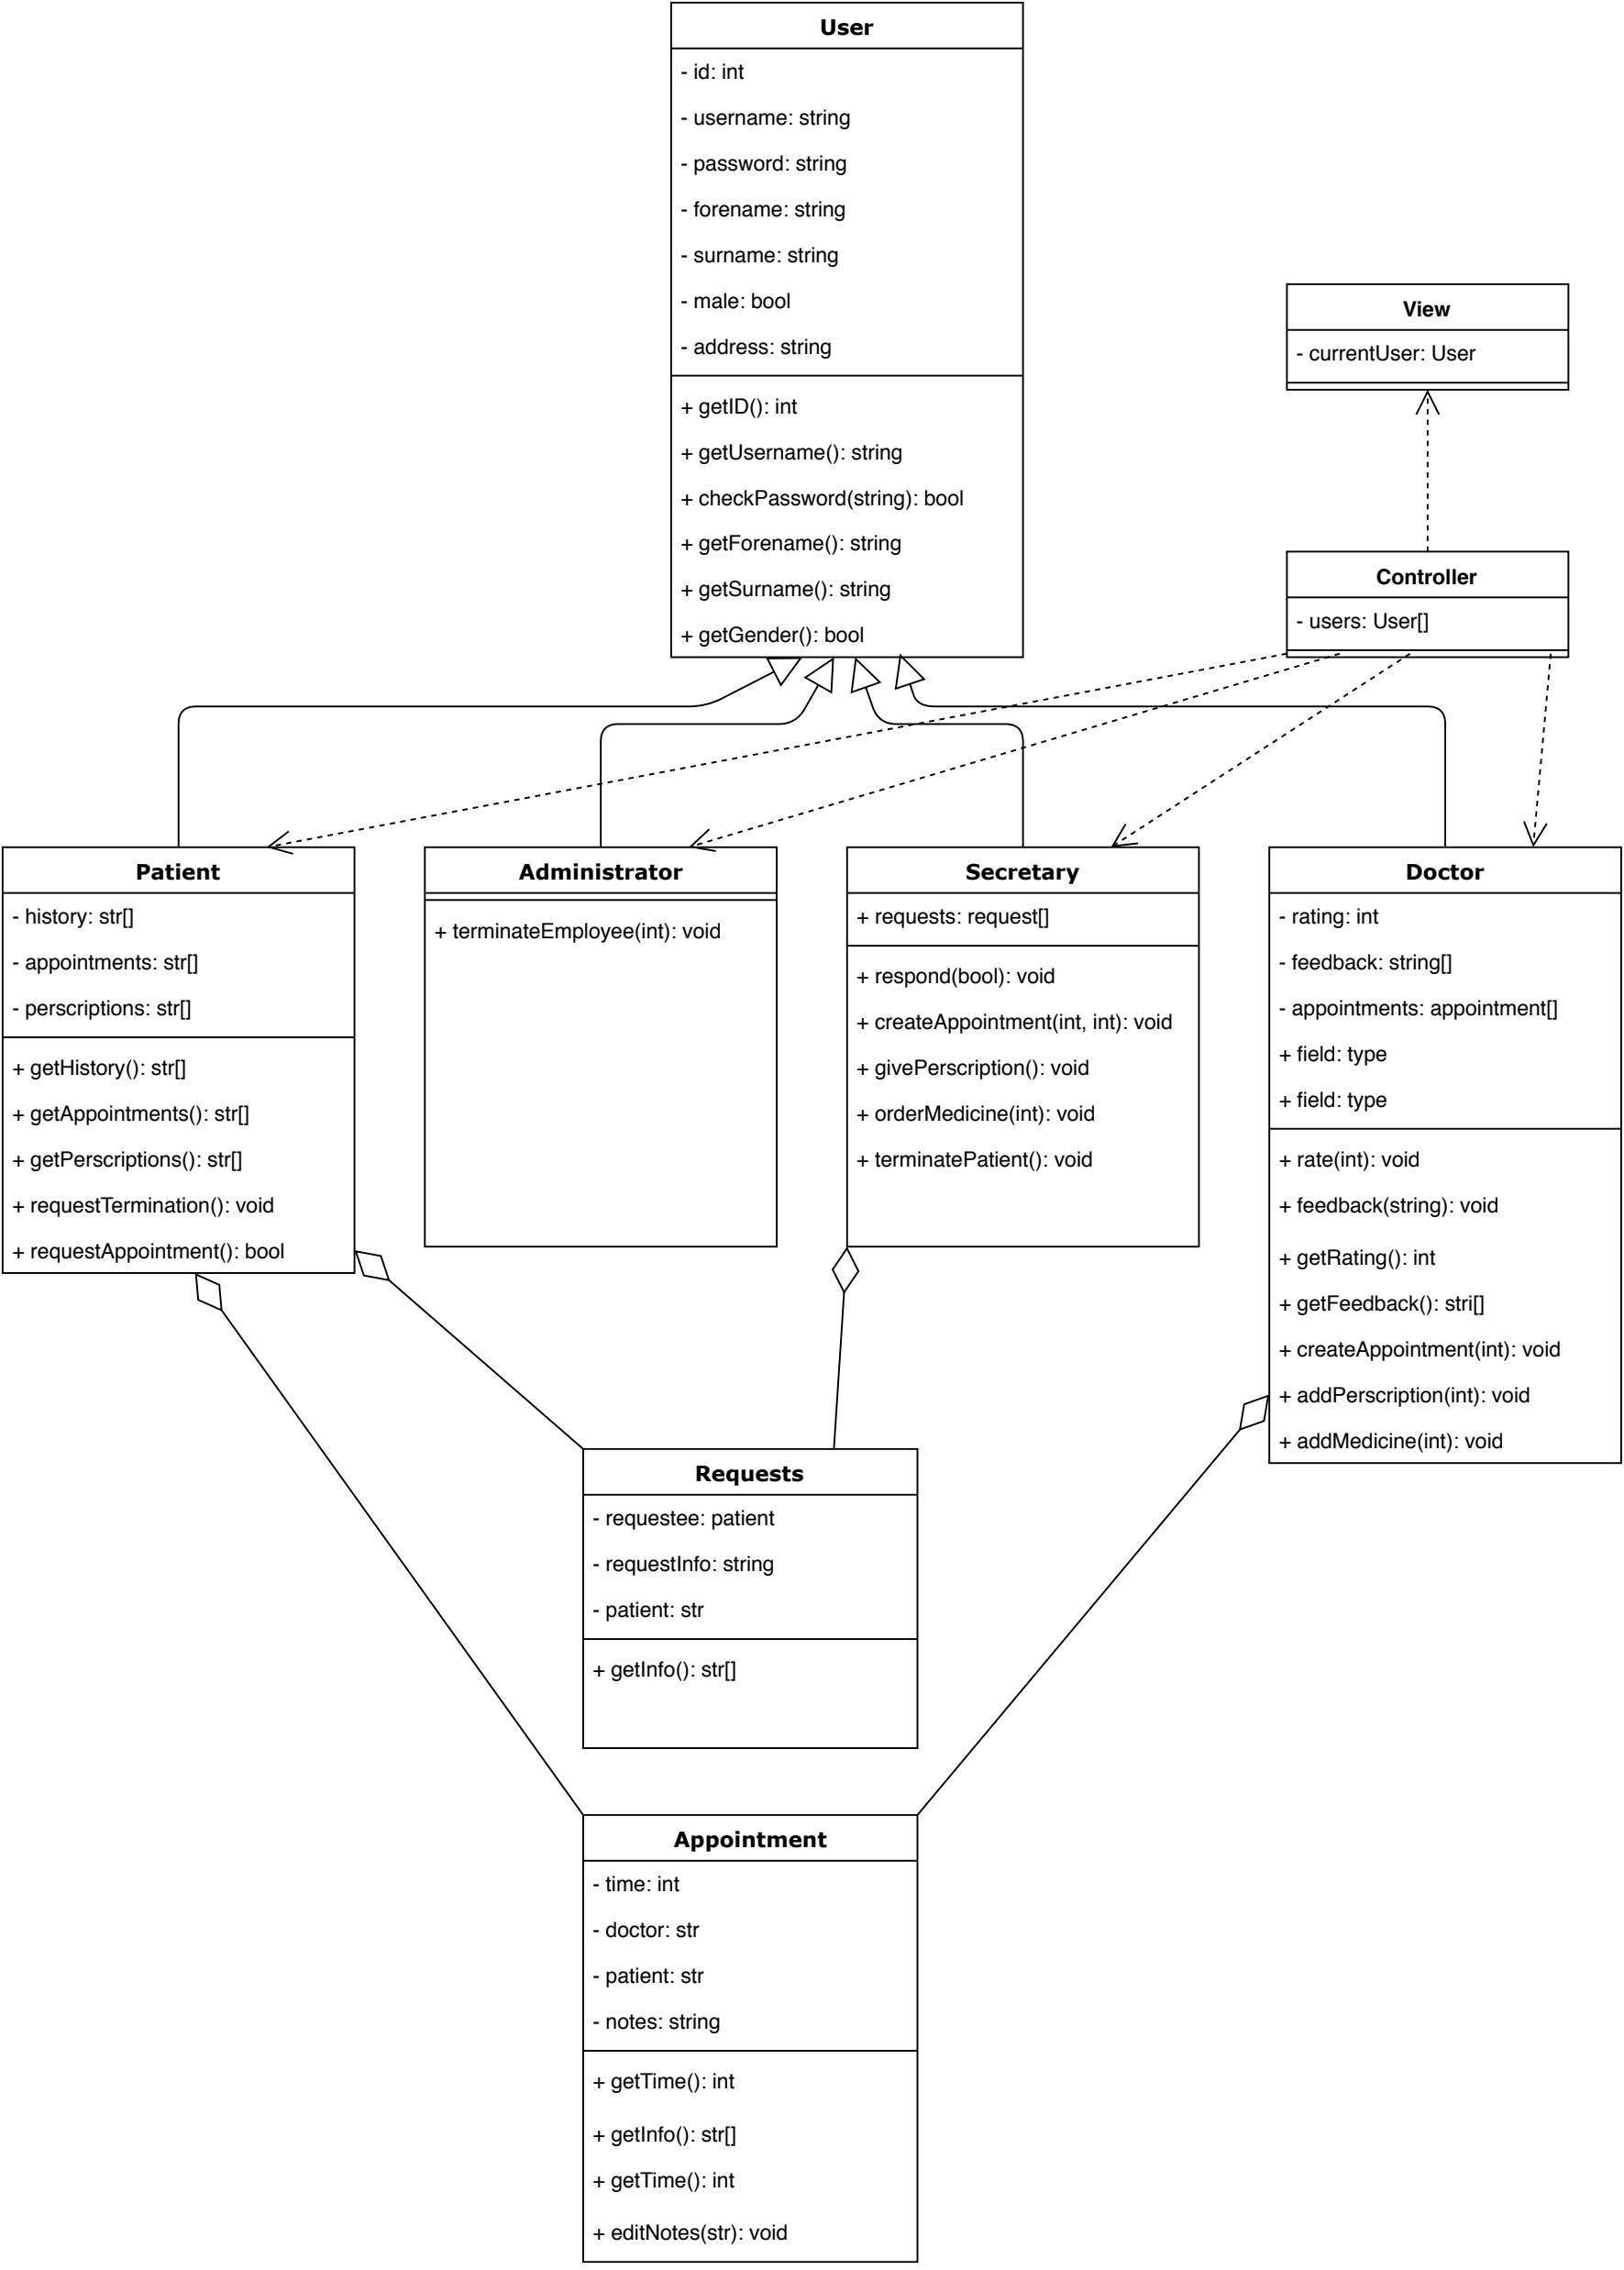 User
- id: int
- username: string
- password: string
- forename: string
- surname: string
- male: bool
- address: string
+ getID(): int
+ getUsername(): string
+ checkPassword(string): bool
+ getForename(): string
+ getSurname(): string
+ getGender(): bool
View
- currentUser: User
Controller
- users: User[]
Patient
- history: str[]
- appointments: str[]
- perscriptions: str[]
+ getHistory(): str[]
+ getAppointments(): str[]
+ getPerscriptions(): str[]
+ requestTermination(): void
+ requestAppointment(): bool
Administrator
+ terminateEmployee(int): void
Secretary
+ requests: request[]
+ respond(bool): void
+ createAppointment(int, int): void
+ givePerscription(): void
+ orderMedicine(int): void
+ terminatePatient(): void
Doctor
- rating: int
- feedback: string[]
- appointments: appointment[]
+ field: type
+ field: type
+ rate(int): void
+ feedback(string): void
+ getRating(): int
+ getFeedback(): stri[]
+ createAppointment(int): void
+ addPerscription(int): void
+ addMedicine(int): void
Requests
- requestee: patient
- requestInfo: string
- patient: str
+ getInfo(): str[]
Appointment
- time: int
- doctor: str
- patient: str
- notes: string
+ getTime(): int
+ getInfo(): str[]
+ getTime(): int
+ editNotes(str): void